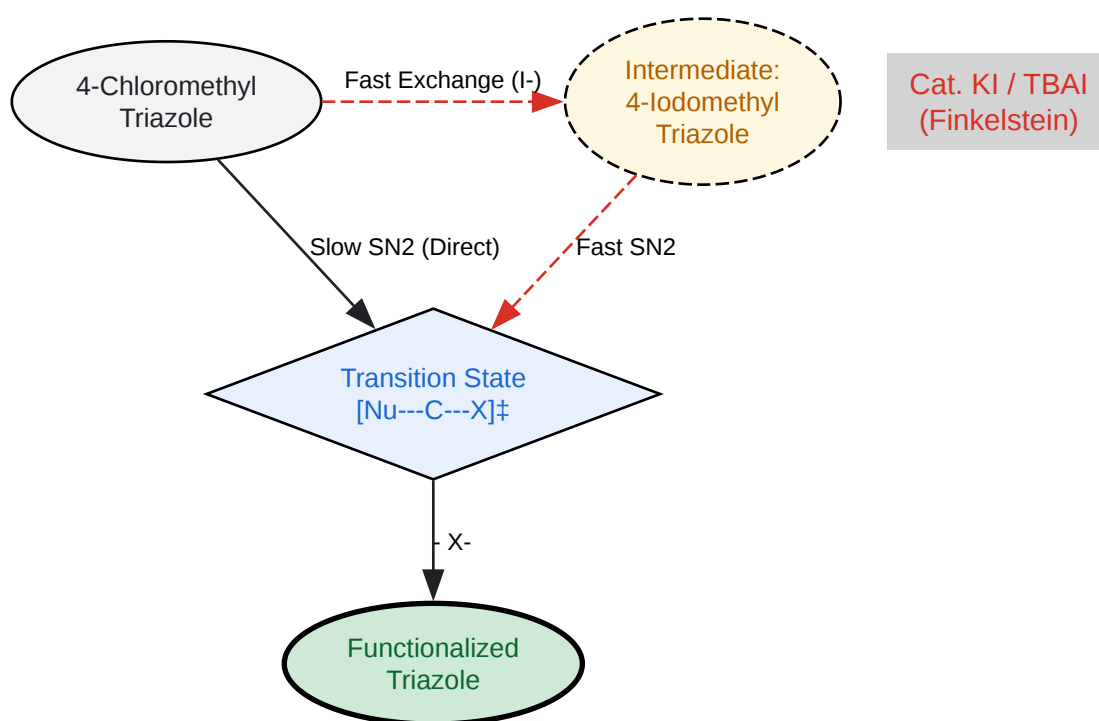 4-Chloromethyl
Triazole
Fast Exchange (I-)
Intermediate:
4-Iodomethyl
Triazole
Cat. KI / TBAI
(Finkelstein)
Slow SN2 (Direct)
Fast SN2
Transition State
[Nu---C---X]‡
- X-
Functionalized
Triazole